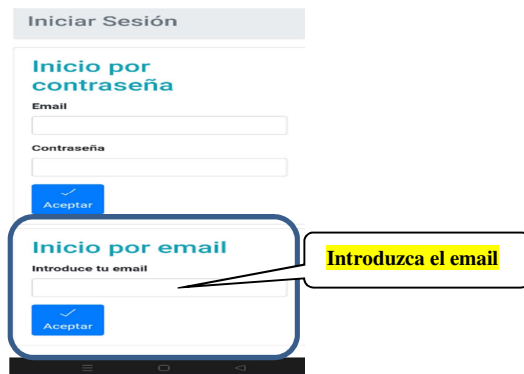 Iniciar Sesión
Inicio por
contraseña
Email
Contraseña
Aceptar
Inicio por email
Introduce tu email
Introduzca el email
Aceptar